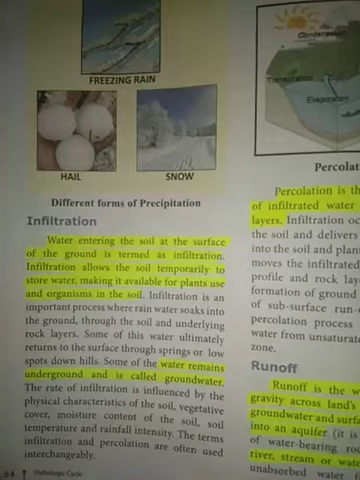 FREEZING RAIN
HAIL
SNOW
Different forms of Precipitation
Infiltration
Water entering the soil at the surface
of the ground is termed as infiltration.
Infiltration allows the soil temporarily to
store water, making it available for plants use
and organisms in the soil. Infiltration is an
important process where rain water soaks into
the ground, through the soil and underlying
rock layers. Some of this water ultimately
returns to the surface through springs or low
spots down hills. Some of the water remains
underground and is called groundwater.
The rate of infiltration is influenced by the
physical characteristics of the soil, vegetative
cover, moisture content of the soil, soil
temperature and rainfall intensity. The terms
infiltration and percolation are often used
interchangeably.
Hydrologic Cycle
Condensation
Transpiration
Evaporation
Percolat
Percolation is th
of infiltrated water
layers. Infiltration oc
the soil and delivers
into the soil and plant
moves the infiltrated
profile and rock lay
formation of ground
of sub-surface run-
percolation process
water from unsatura
zone.
Runoff
Runoff is the w
gravity across land's
groundwater and surfa
into an aquifer (it is
of water-bearing roc
river, stream or wate
unabsorbed water f